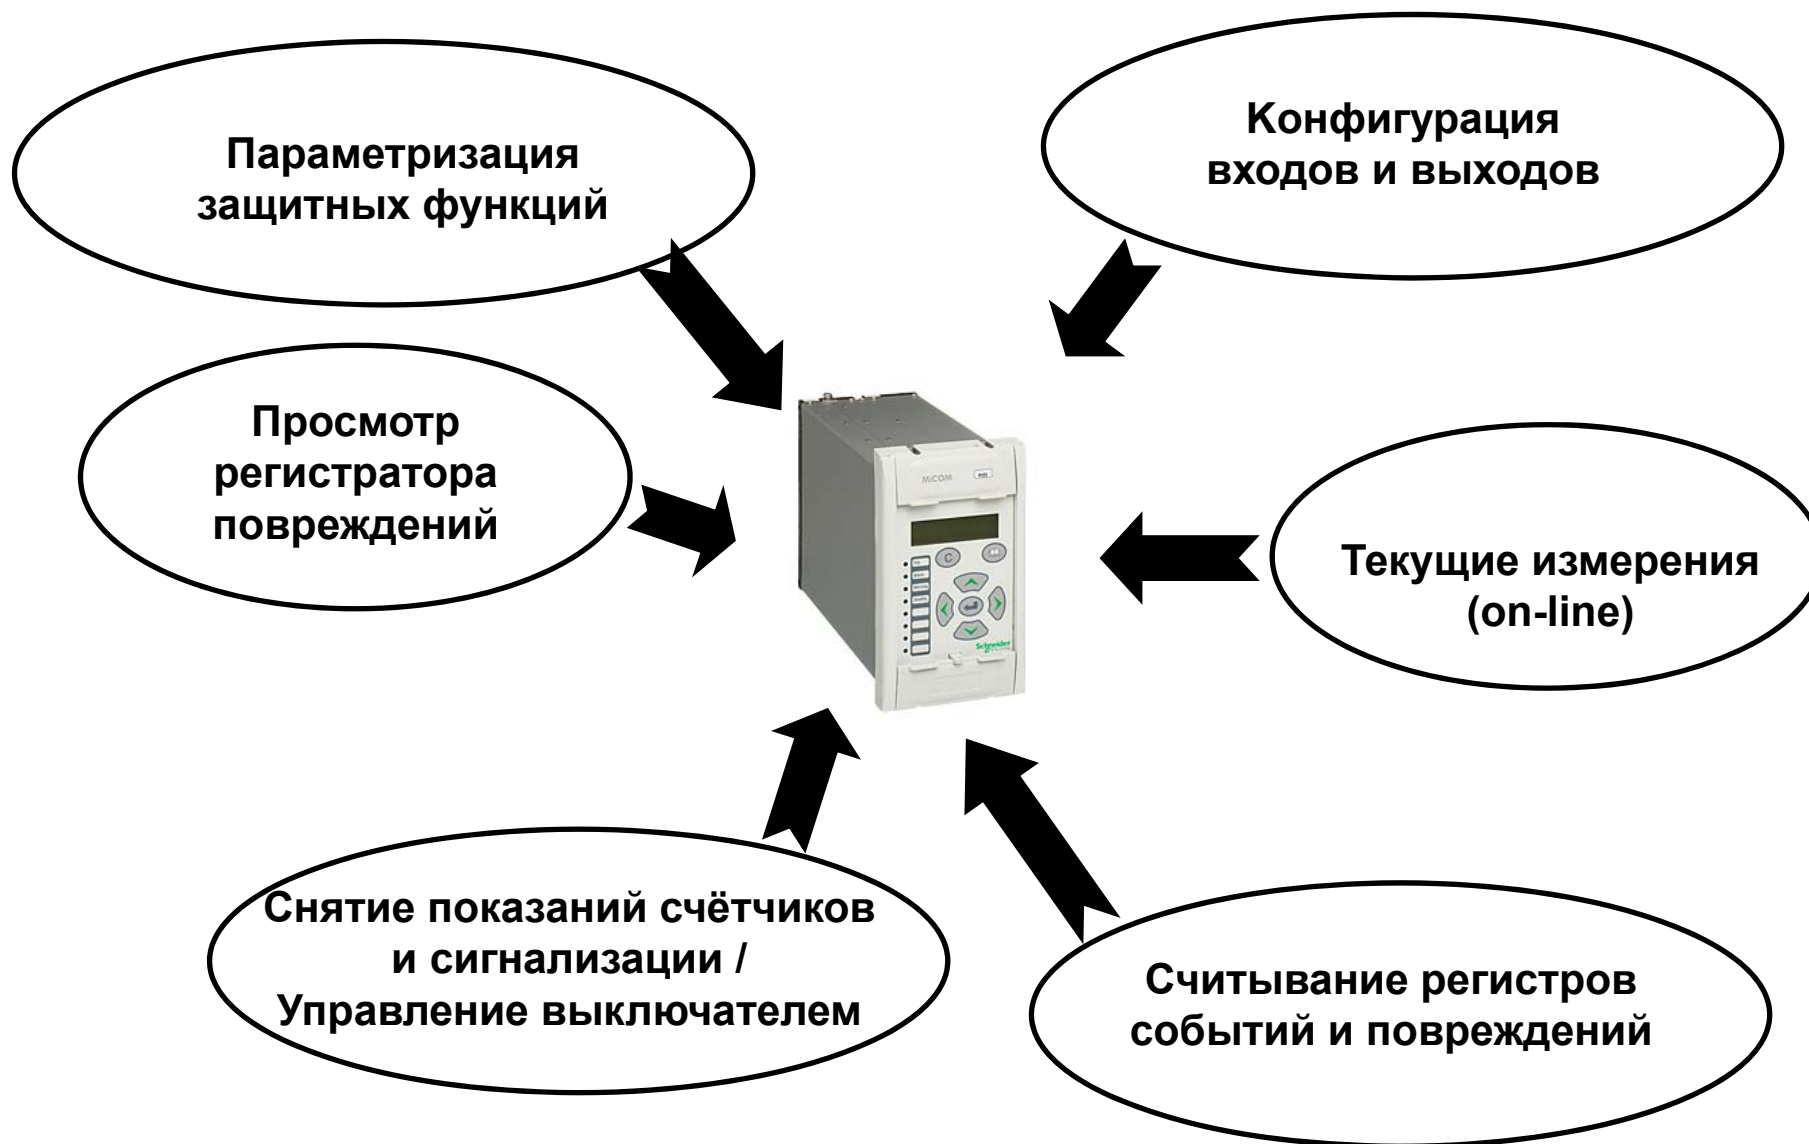 Параметризация
защитных функций
Конфигурация
входов и выходов
Просмотр
регистратора
повреждений
MiCOM
C
Текущие измерения
(on-line)
Schneider
Снятие показаний счётчиков
и сигнализации /
Управление выключателем
Считывание регистров
событий и повреждений